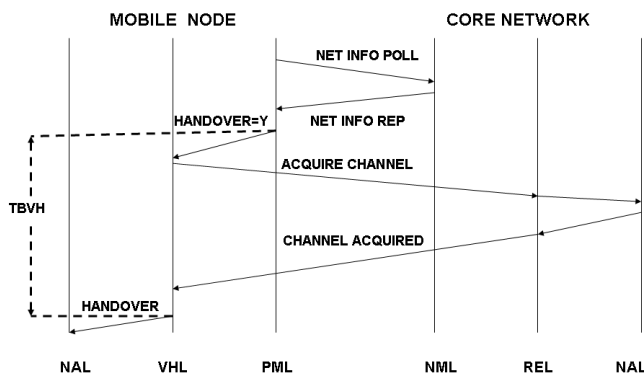 MOBILE NODE
CORE NETWORK
NET INFO POLL
HANDOVER=Y
NET INFO REP
ACQUIRE CHANNEL
TBVH
CHANNEL ACQUIRED
HANDOVER
NAL
VHL
PML
NML
REL
NAL